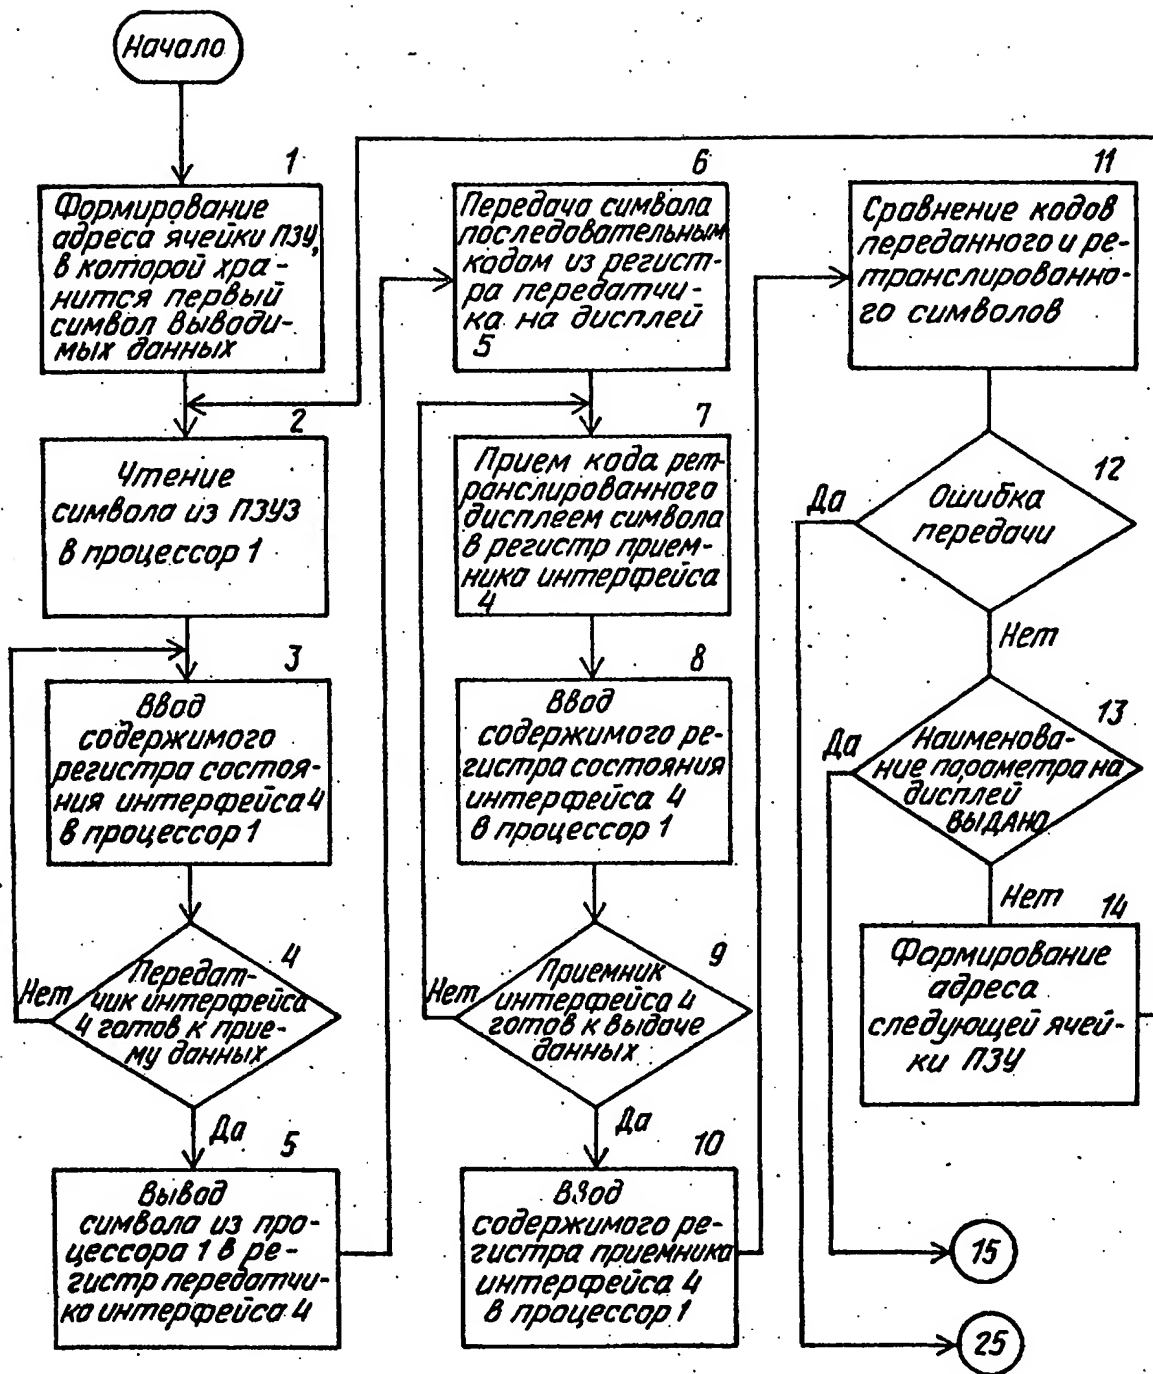 Начало
1
Формирование
адреса ячейки ПЗУ,
в которой хра-
нится первый
символ выводи-
мых данных
2
Чтение
символа из ПЗУ3
в процессор 1
3
Ввод
содержимого
регистра состоя-
ния интерфейса 4
в процессор 1
4
Передат-
чик интерфейса
4 готов к прие-
му данных
Нет
Да
5
Вывод
символа из про-
цессора 1 в ре-
гистр передатчи-
ка интерфейса 4
6
Передача символа
последовательным
кодом из регист-
ра передатчи-
ка на дисплей
5
7
Прием кода рет-
ранслированного
дисплеем символа
в регистр прием-
ника интерфейса
4
8
Ввод
содержимого ре-
гистра состояния
интерфейса 4
в процессор 1
9
Приемник
интерфейса 4
готов к выдаче
данных
Нет
Да
10
Ввод
содержимого ре-
гистра приемника
интерфейса 4
в процессор 1
11
Сравнение кодов
переданного и ре-
транслированно-
го символов
12
Ошибка
передачи
Да
Нет
13
Наименова-
ние параметра на
дисплей
ВЫДАНО
Да
Нет
14
Формирование
адреса
следующей ячей-
ки ПЗУ
15
25